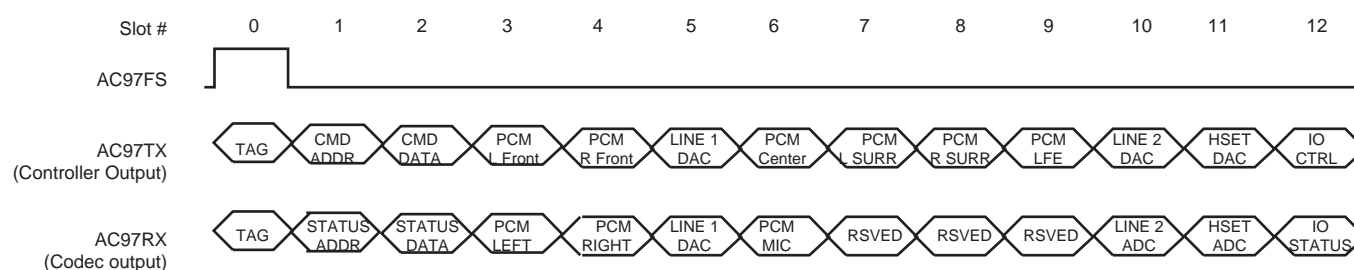 Slot # 0 1 2 3 4 5 6 7 8 9 10 11 12
AC97FS
AC97TX
(Controller Output)
TAG
CMD
ADDR
CMD
DATA
PCM
L Front
PCM
R Front
LINE 1
DAC
PCM
Center
PCM
L SURR
PCM
R SURR
PCM
LFE
LINE 2
DAC
HSET
DAC
IO
CTRL
AC97RX
(Codec output)
TAG
STATUS
ADDR
STATUS
DATA
PCM
LEFT
PCM
RIGHT
LINE 1
DAC
PCM
MIC
RSVED
RSVED
RSVED
LINE 2
ADC
HSET
ADC
IO
STATUS